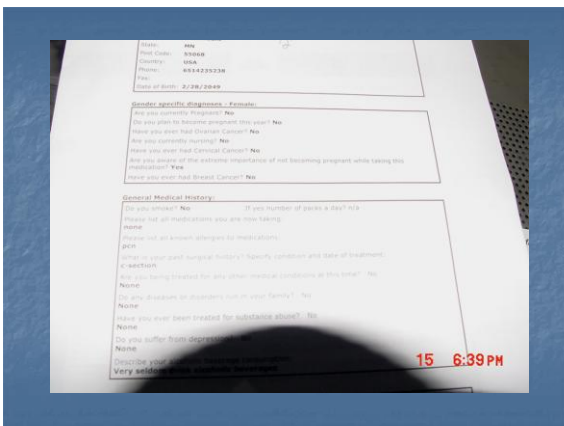 State: MN
Post Code: 55068
Country: USA
Phone: 6514235238
Fax:
Date of Birth: 2/28/2049
Gender specific diagnoses - Female:
Are you currently Pregnant? No
Do you plan to become pregnant this year? No
Have you ever had Ovarian Cancer? No
Are you currently nursing? No
Have you ever had Cervical Cancer? No
Are you aware of the extreme importance of not becoming pregnant while taking this
medication? Yes
Have you ever had Breast Cancer? No
General Medical History:
Do you smoke? No If yes number of packs a day? n/a
Please list all medications you are now taking:
none
Please list all known allergies to medications:
pcn
What is your past surgical history? Specify condition and date of treatment:
c-section
Are you being treated for any other medical conditions at this time? No
None
Do any diseases or disorders run in your family? No
None
Have you ever been treated for substance abuse? No
None
Do you suffer from depression? No
None
Describe your alcoholic beverage consumption:
Very seldom drink alcoholic beverages
15 6:39PM